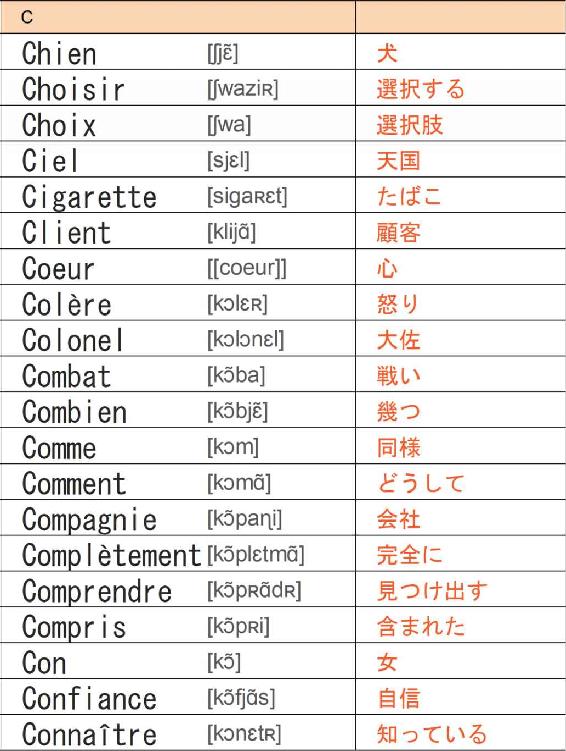 C
Chien [ʃjɛ̃] 犬
Choisir [ʃwaziʀ] 選択する
Choix [ʃwa] 選択肢
Ciel [sjɛl] 天国
Cigarette [sigaʀɛt] たばこ
Client [klijɑ̃] 顧客
Coeur [[coeur]] 心
Colère [kɔlɛʀ] 怒り
Colonel [kɔlɔnɛl] 大佐
Combat [kɔ̃ba] 戦い
Combien [kɔ̃bjɛ̃] 幾つ
Comme [kɔm] 同様
Comment [kɔmɑ̃] どうして
Compagnie [kɔ̃paɳi] 会社
Complètement [kɔ̃plɛtmɑ̃] 完全に
Comprendre [kɔ̃pʀɑ̃dʀ] 見つけ出す
Compris [kɔ̃pʀi] 含まれた
Con [kɔ̃] 女
Confiance [kɔ̃fjɑ̃s] 自信
Connaître [kɔnɛtʀ] 知っている